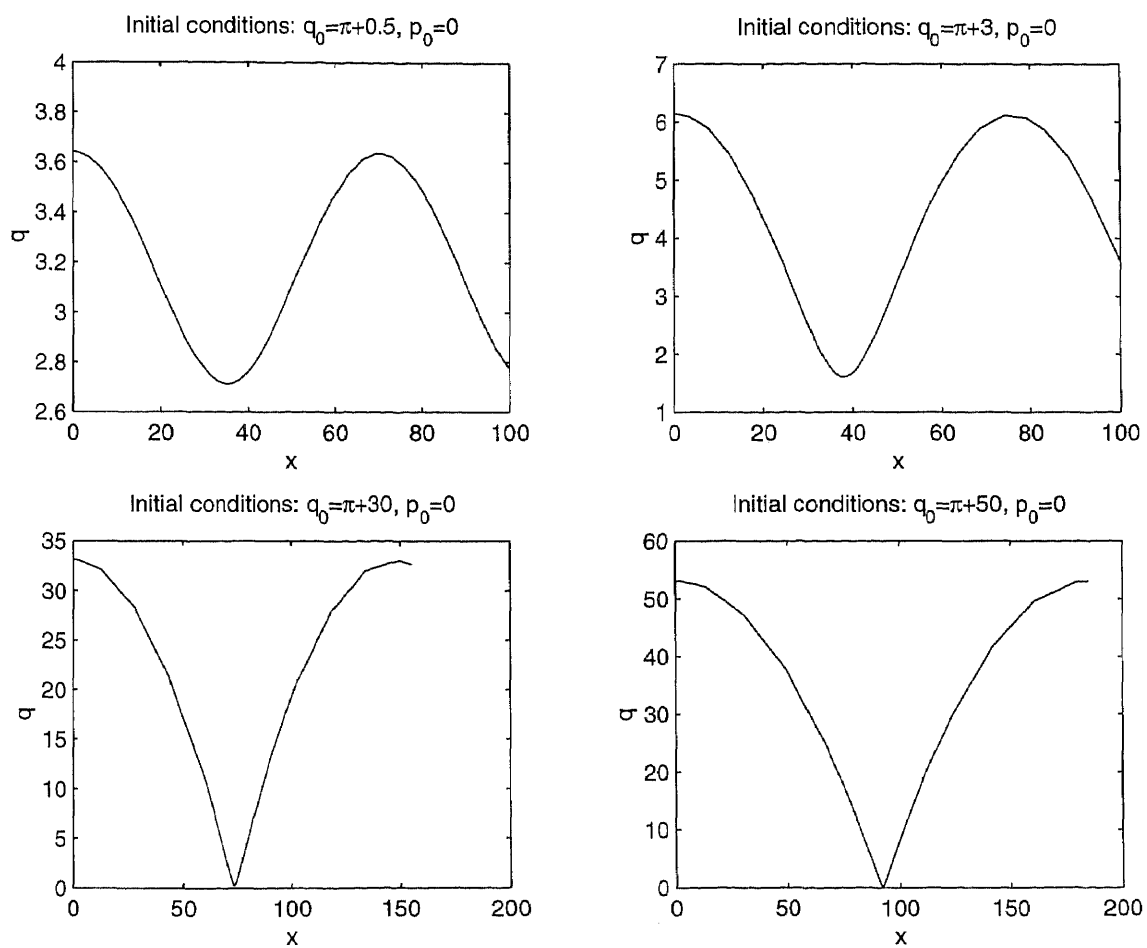 Initial conditions: q₀=π+0.5, p₀=0
4
3.8
3.6
3.4
3.2
3
2.8
2.6
q
0 20 40 60 80 100
x
Initial conditions: q₀=π+3, p₀=0
7
6
5
4
3
2
1
q
0 20 40 60 80 100
x
Initial conditions: q₀=π+30, p₀=0
35
30
25
20
15
10
5
0
q
0 50 100 150 200
x
Initial conditions: q₀=π+50, p₀=0
60
50
40
30
20
10
0
q
0 50 100 150 200
x